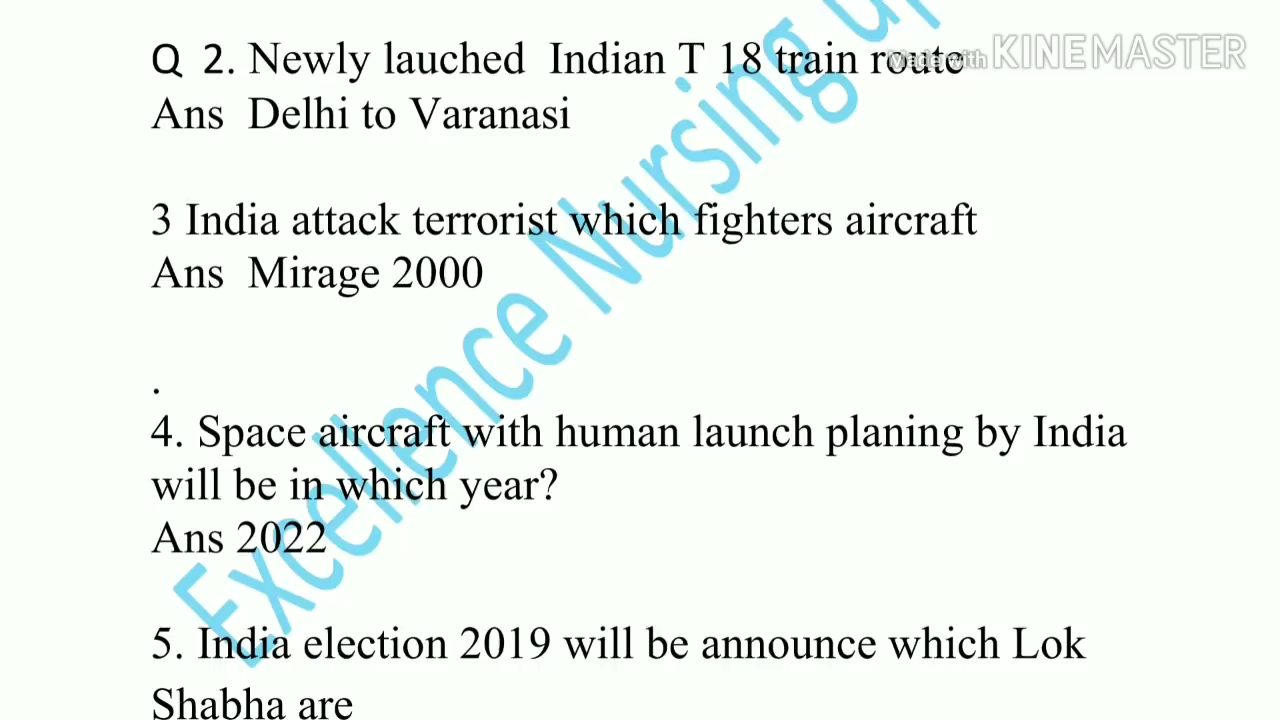 Q 2. Newly lauched Indian T 18 train route
Made with KINEMASTER
Ans Delhi to Varanasi
3 India attack terrorist which fighters aircraft
Ans Mirage 2000
.
4. Space aircraft with human launch planing by India
will be in which year?
Ans 2022
5. India election 2019 will be announce which Lok
Shabha are
Excellence Nursing